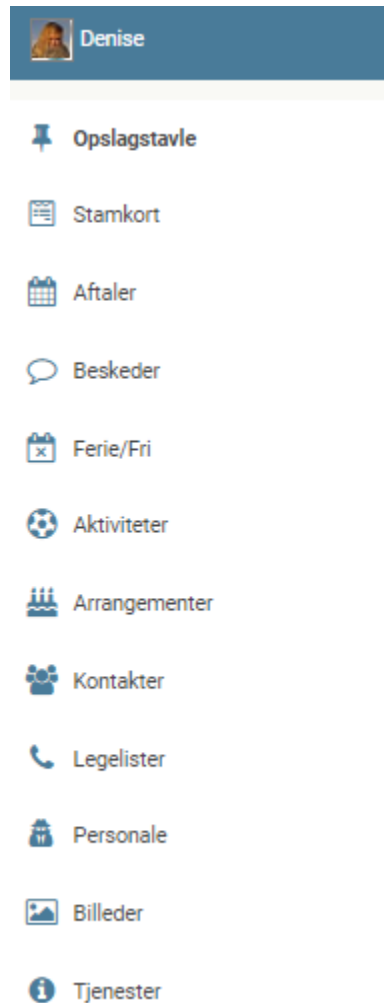 Denise
Opslagstavle
Stamkort
Aftaler
Beskeder
Ferie/Fri
Aktiviteter
Arrangementer
Kontakter
Legelister
Personale
Billeder
Tjenester